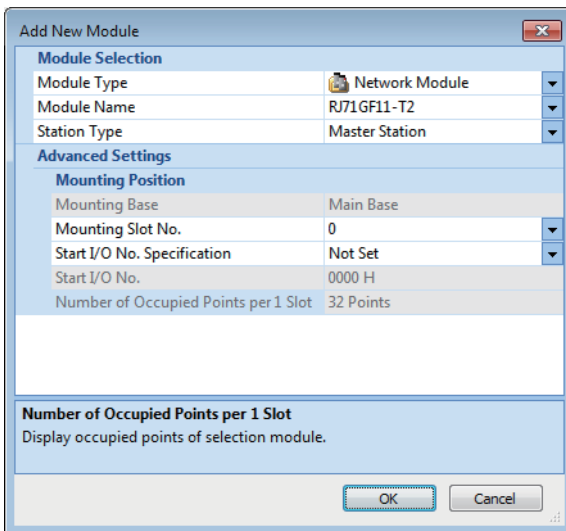 Add New Module
Module Selection
Module Type Network Module
Module Name RJ71GF11-T2
Station Type Master Station
Advanced Settings
Mounting Position
Mounting Base Main Base
Mounting Slot No. 0
Start I/O No. Specification Not Set
Start I/O No. 0000 H
Number of Occupied Points per 1 Slot 32 Points
Number of Occupied Points per 1 Slot
Display occupied points of selection module.
OK Cancel